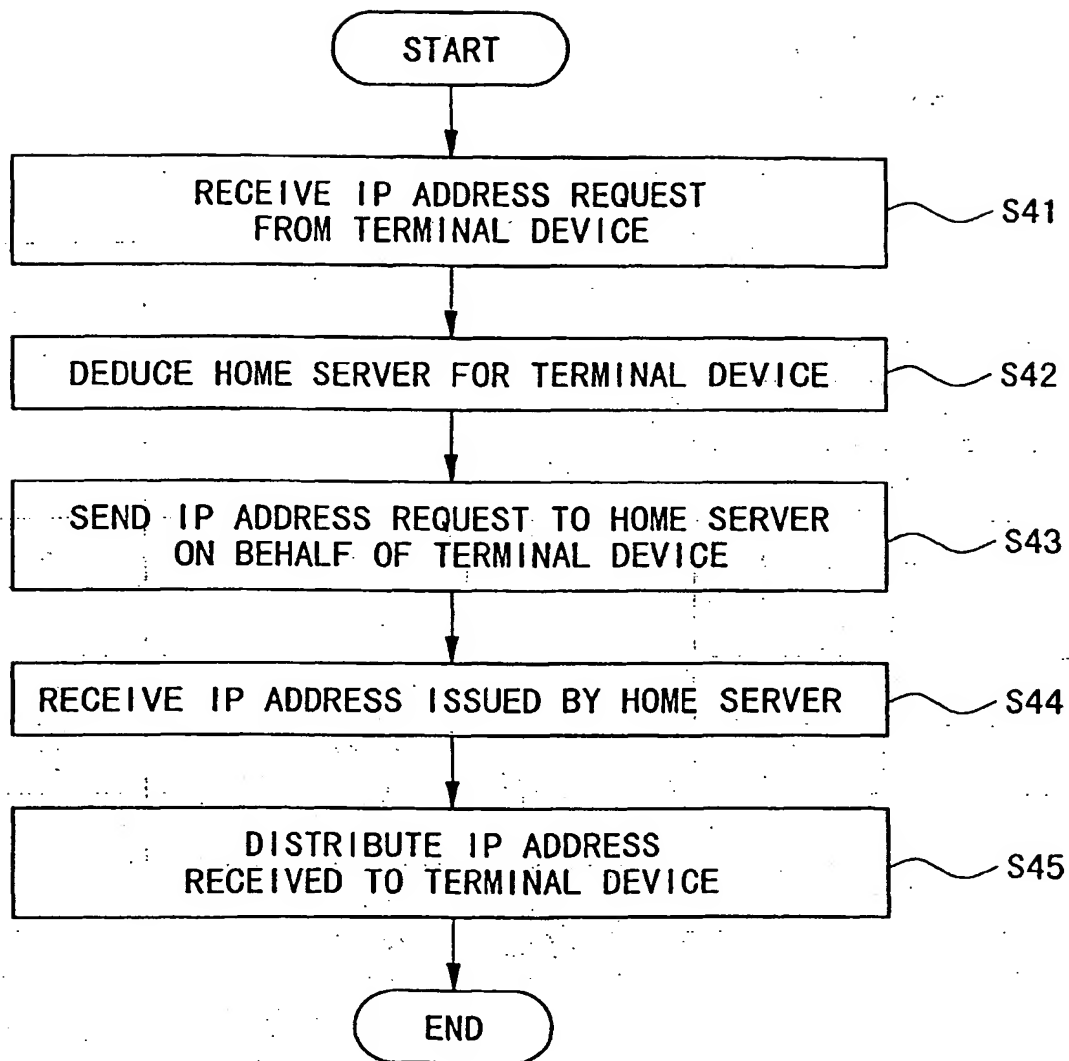 START
RECEIVE IP ADDRESS REQUEST
FROM TERMINAL DEVICE
S41
DEDUCE HOME SERVER FOR TERMINAL DEVICE
S42
SEND IP ADDRESS REQUEST TO HOME SERVER
ON BEHALF OF TERMINAL DEVICE
S43
RECEIVE IP ADDRESS ISSUED BY HOME SERVER
S44
DISTRIBUTE IP ADDRESS
RECEIVED TO TERMINAL DEVICE
S45
END